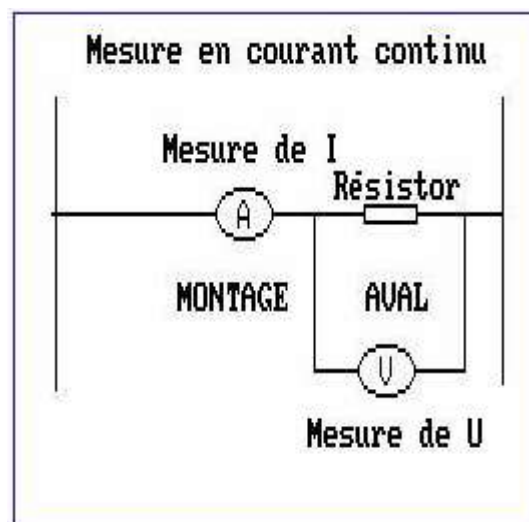 Mesure en courant continu
Mesure de I
Résistor
A
MONTAGE AVAL
V
Mesure de U